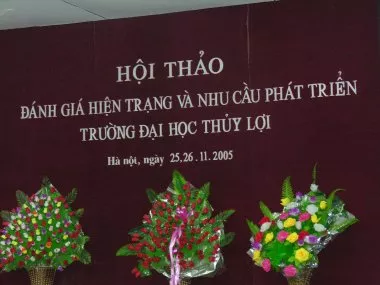 HỘI THẢO
ĐÁNH GIÁ HIỆN TRẠNG VÀ NHU CẦU PHÁT TRIỂN
TRƯỜNG ĐẠI HỌC THỦY LỢI
Hà nội, ngày 25,26.11.2005